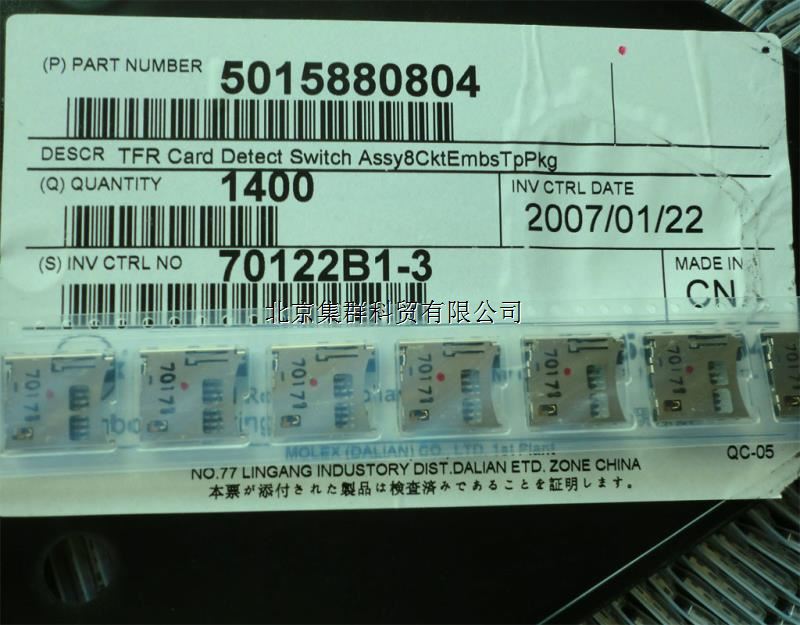 (P) PART NUMBER 5015880804
DESCR TFR Card Detect Switch Assy8CktEmbsTpPkg
(Q) QUANTITY 1400
INV CTRL DATE
2007/01/22
(S) INV CTRL NO 70122B1-3
MADE IN
CN
北京集群科贸有限公司
70171 70171 70171 70171 70171 70171
MOLEX (DALIAN) CO., LTD. 1st Plant
QC-05
NO.77 LINGANG INDUSTORY DIST.DALIAN ETD. ZONE CHINA
本票が添付された製品は検査済みであることを証明します。